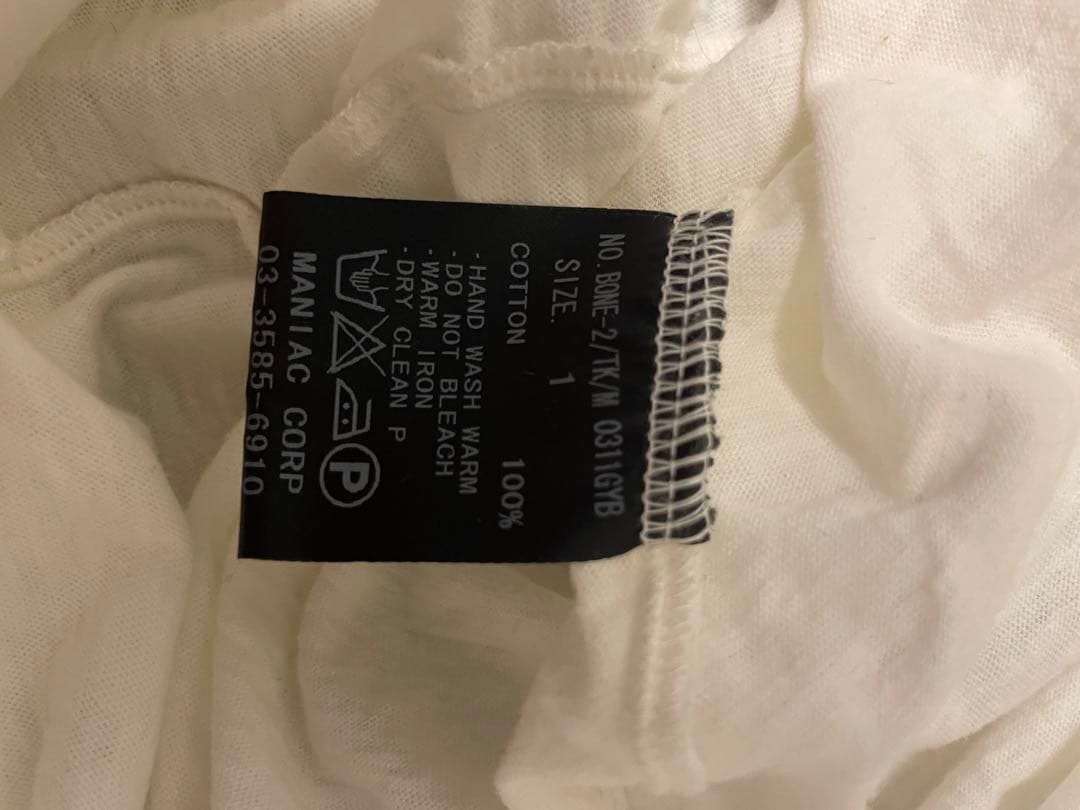 NO.BONE-2/TK/M 0311GYB
SIZE. 1
COTTON 100%
·HAND WASH WARM
·DO NOT BLEACH
·WARM IRON
·DRY CLEAN P
P
MANIAC CORP
03-3585-6910